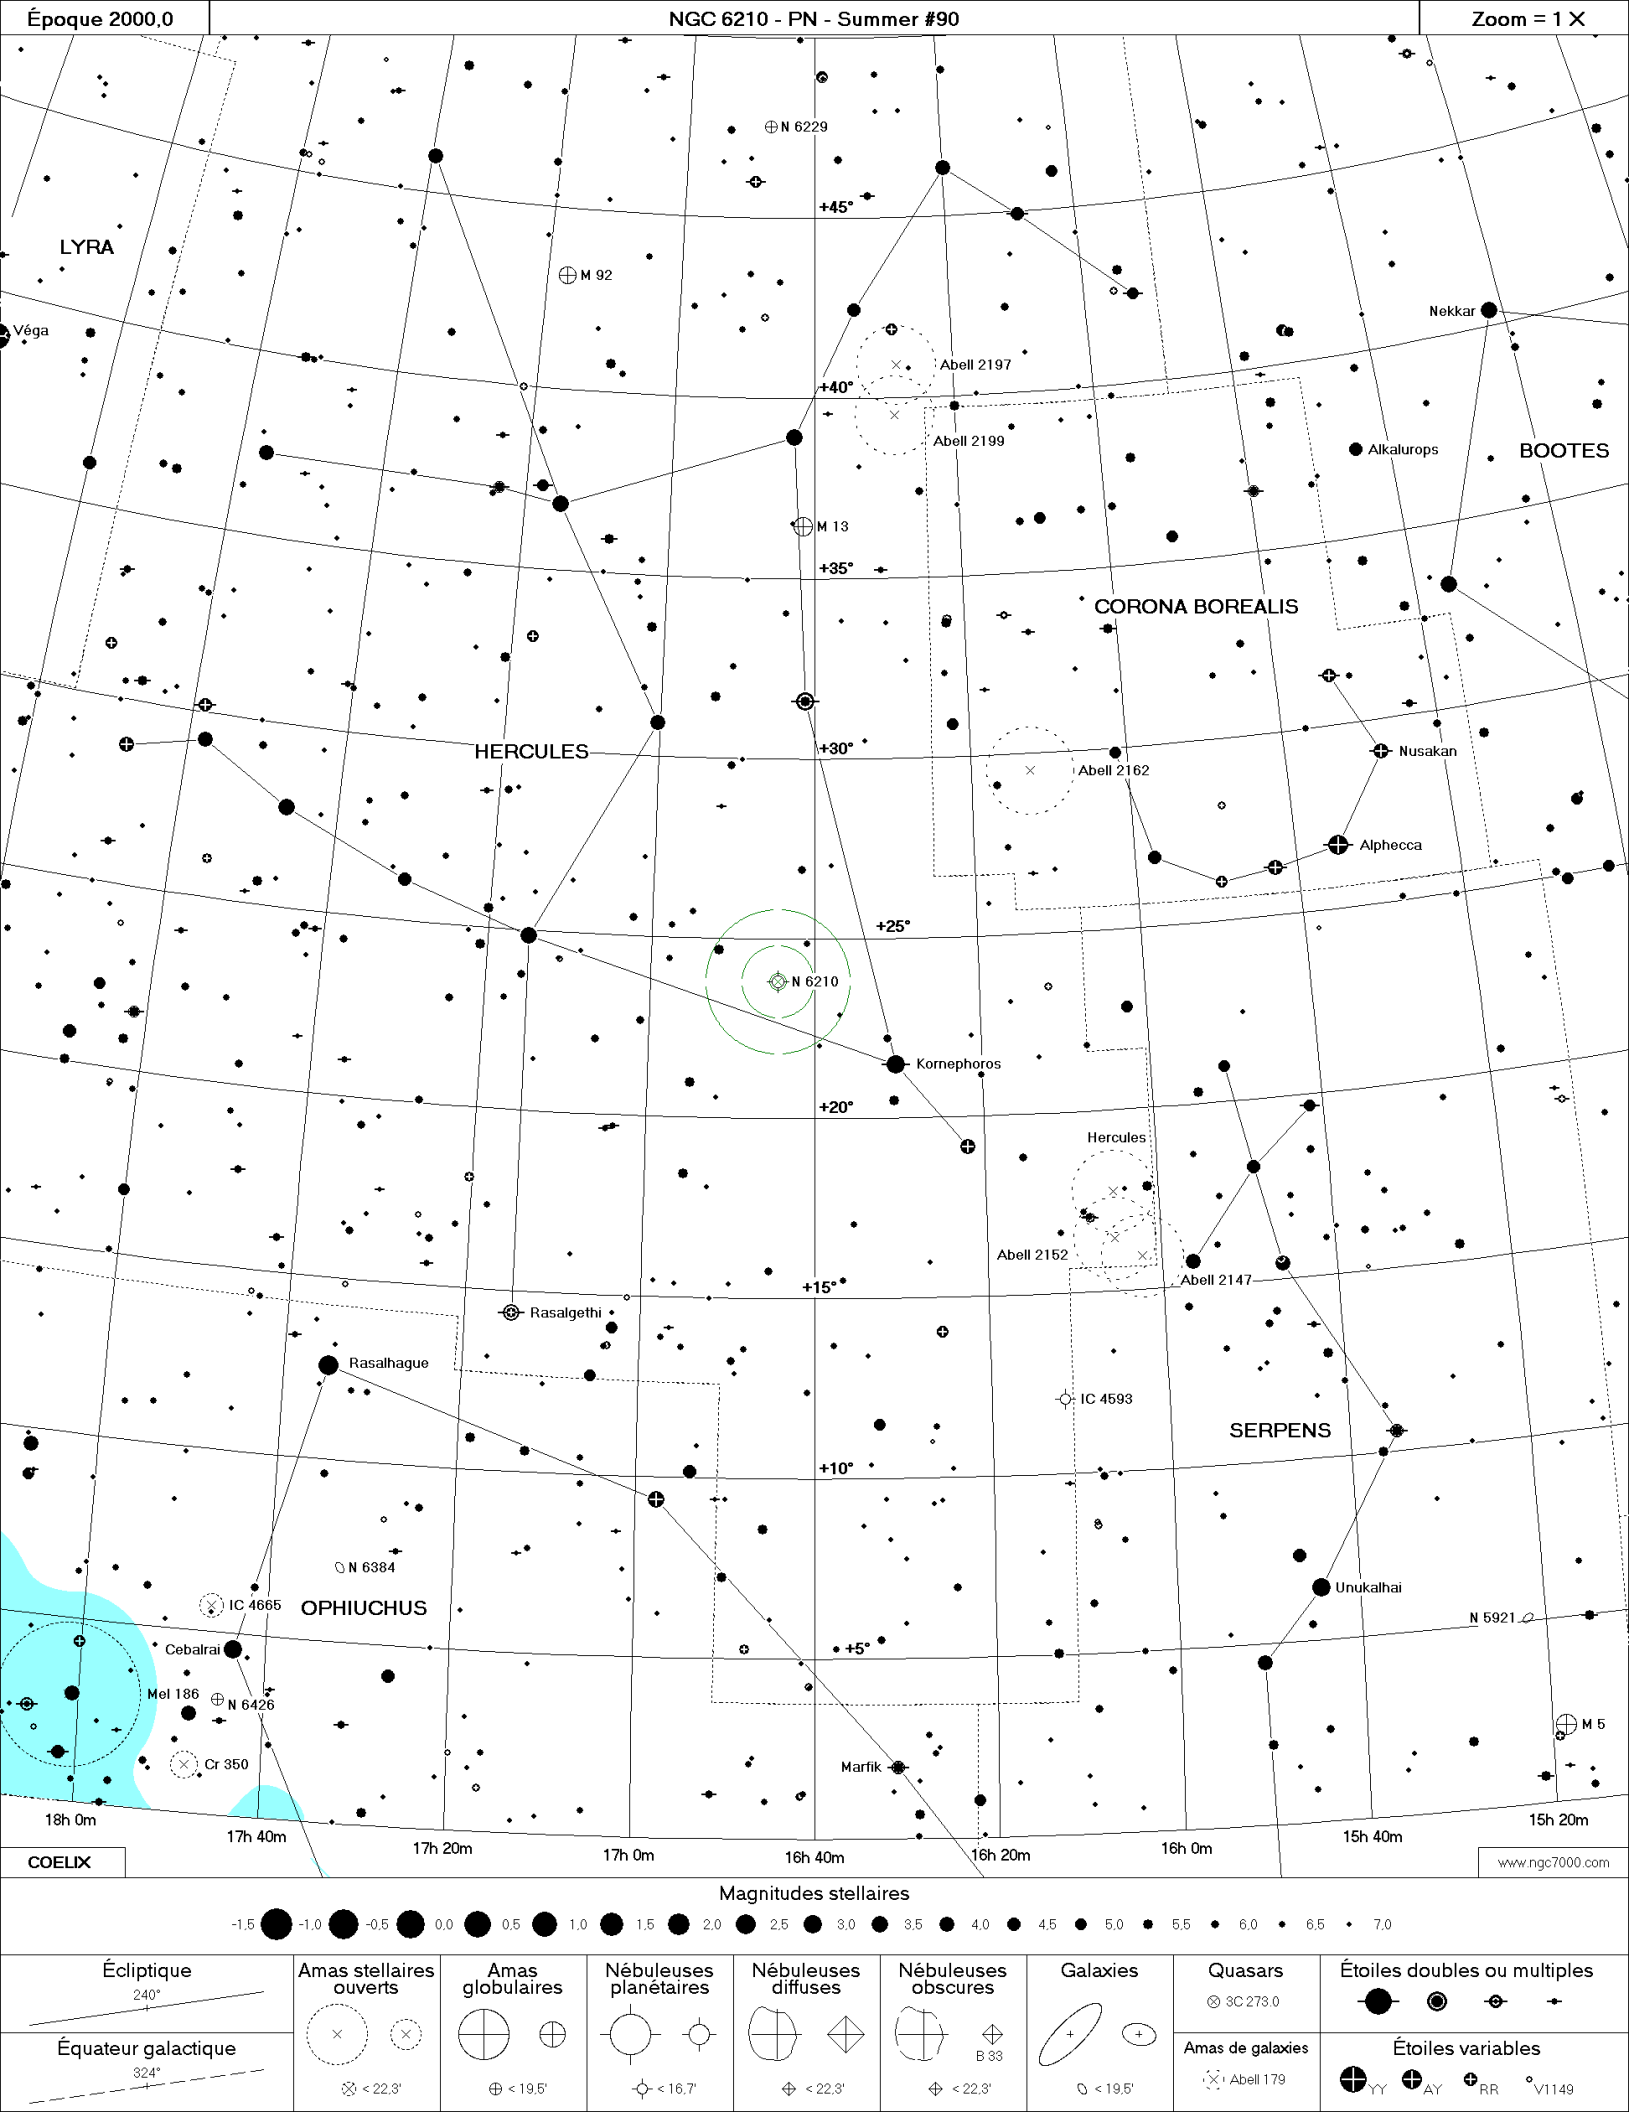 Époque 2000,0
NGC 6210 - PN - Summer #90
Zoom = 1 X
N 6229
+45°
LYRA
M 92
Véga
Nekkar
Abell 2197
+40°
Abell 2199
Alkalurops
BOOTES
M 13
+35°
CORONA BOREALIS
HERCULES
+30°
Nusakan
Abell 2162
Alphecca
+25°
N 6210
Kornephoros
+20°
Hercules
Abell 2152
Abell 2147
+15°
Rasalgethi
Rasalhague
IC 4593
SERPENS
+10°
N 6384
IC 4665
OPHIUCHUS
Unukalhai
N 5921
Cebalrai
+5°
Mel 186
N 6426
M 5
Cr 350
Marfik
18h 0m
17h 40m
17h 20m
17h 0m
16h 40m
16h 20m
16h 0m
15h 40m
15h 20m
COELIX
www.ngc7000.com
Magnitudes stellaires
-1,5 -1,0 -0,5 0,0 0,5 1,0 1,5 2,0 2,5 3,0 3,5 4,0 4,5 5,0 5,5 6,0 6,5 7,0
Écliptique
240°
Équateur galactique
324°
Amas stellaires
ouverts
< 22,3'
Amas
globulaires
< 19,5'
Nébuleuses
planétaires
< 16,7'
Nébuleuses
diffuses
< 22,3'
Nébuleuses
obscures
B 33
< 22,3'
Galaxies
< 19,5'
Quasars
3C 273.0
Amas de galaxies
Abell 179
Étoiles doubles ou multiples
Étoiles variables
YY AY RR V1149